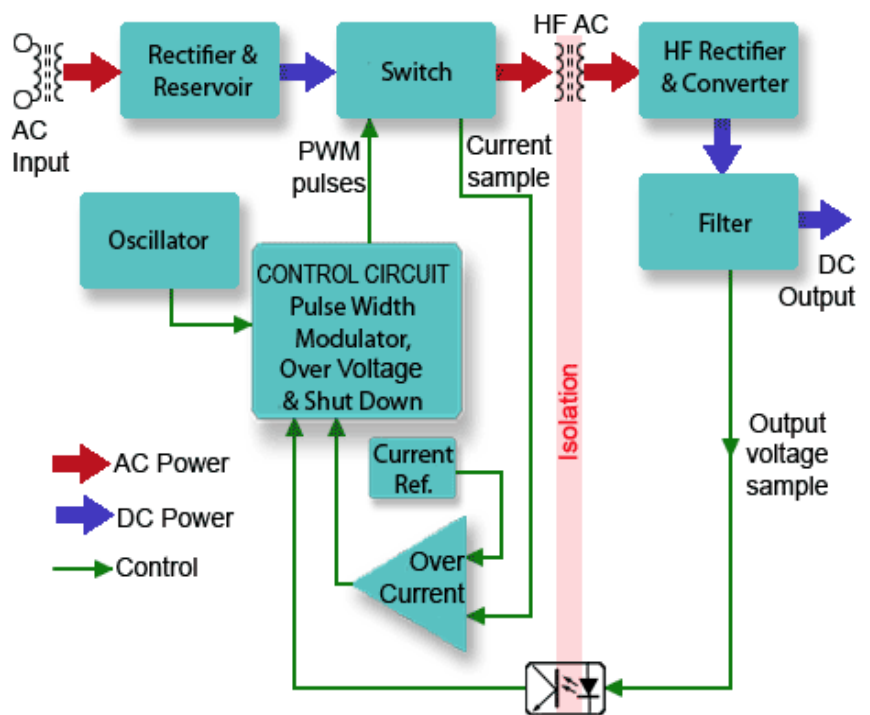 HF AC
AC
Input
Rectifier &
Reservoir
Switch
HF Rectifier
& Converter
PWM
pulses
Current
sample
Oscillator
CONTROL CIRCUIT
Pulse Width
Modulator,
Over Voltage
& Shut Down
Filter
DC
Output
Isolation
Current
Ref.
Over
Current
Output
voltage
sample
AC Power
DC Power
Control